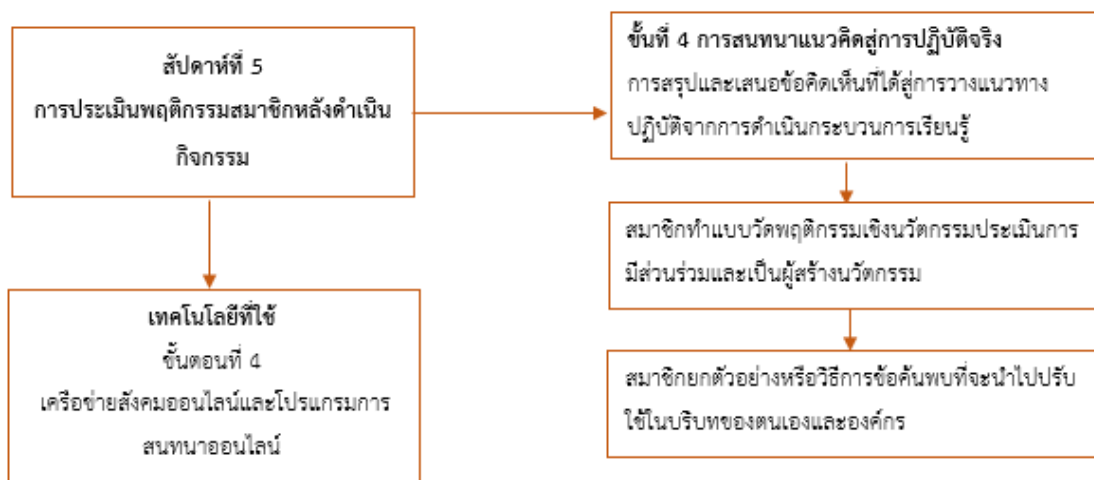 สัปดาห์ที่ 5
การประเมินพฤติกรรมสมาชิกหลังดำเนิน
กิจกรรม
เทคโนโลยีที่ใช้
ขั้นตอนที่ 4
เครือข่ายสังคมออนไลน์และโปรแกรมการ
สนทนาออนไลน์
ขั้นที่ 4 การสนทนาแนวคิดสู่การปฏิบัติจริง
การสรุปและเสนอข้อคิดเห็นที่ได้สู่การวางแนวทาง
ปฏิบัติจากการดำเนินกระบวนการเรียนรู้
สมาชิกทำแบบวัดพฤติกรรมเชิงนวัตกรรมประเมินการ
มีส่วนร่วมและเป็นผู้สร้างนวัตกรรม
สมาชิกยกตัวอย่างหรือวิธีการข้อค้นพบที่จะนำไปปรับ
ใช้ในบริบทของตนเองและองค์กร